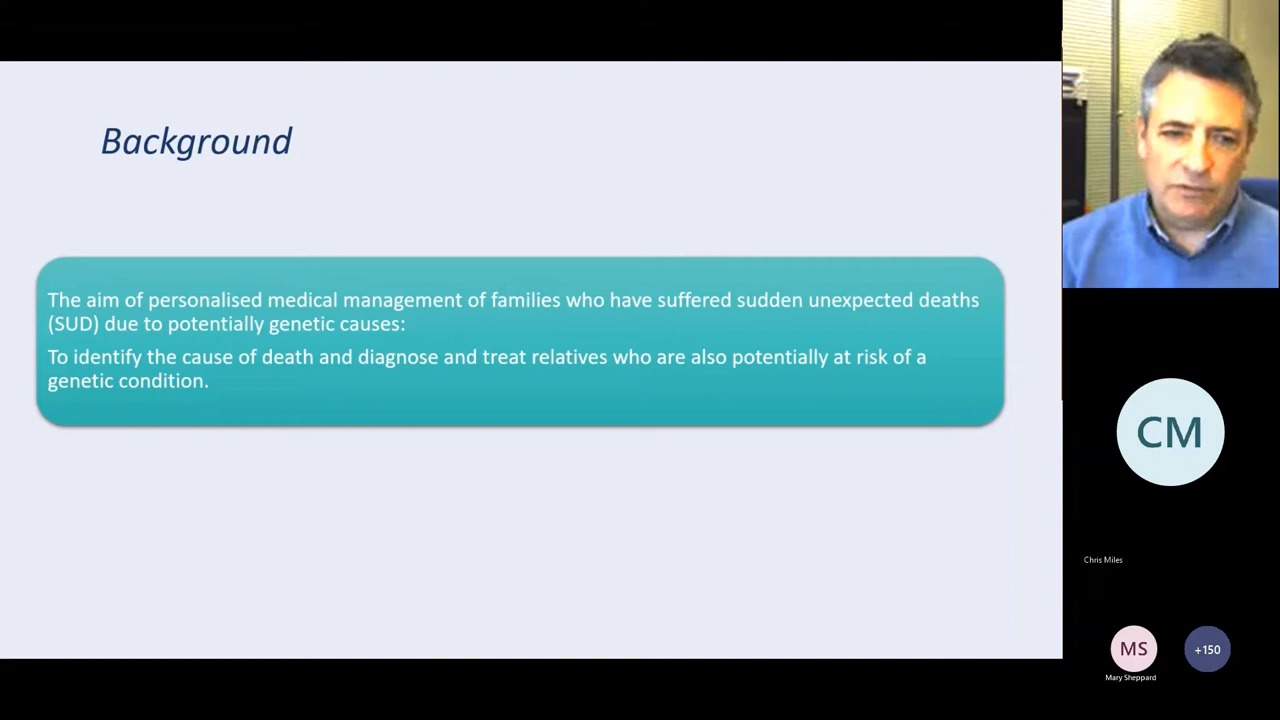 Background
The aim of personalised medical management of families who have suffered sudden unexpected deaths
(SUD) due to potentially genetic causes:
To identify the cause of death and diagnose and treat relatives who are also potentially at risk of a
genetic condition.
CM
Chris Miles
MS
+150
Mary Sheppard